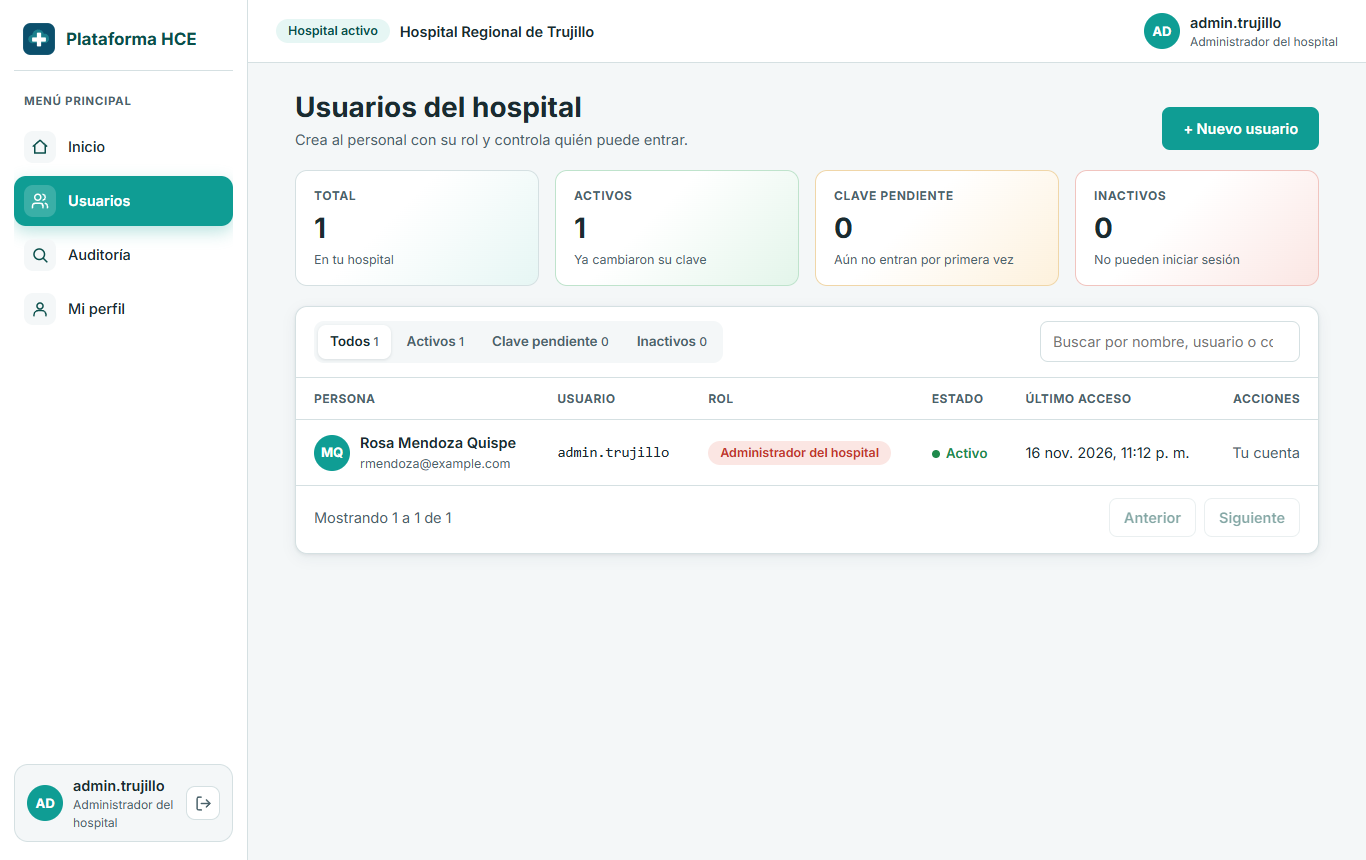 Plataforma HCE
MENÚ PRINCIPAL
Inicio
Usuarios
Auditoría
Mi perfil
AD
admin.trujillo
Administrador del
hospital
Hospital activo
Hospital Regional de Trujillo
AD
admin.trujillo
Administrador del hospital
Usuarios del hospital
Crea al personal con su rol y controla quién puede entrar.
+ Nuevo usuario
TOTAL
1
En tu hospital
ACTIVOS
1
Ya cambiaron su clave
CLAVE PENDIENTE
0
Aún no entran por primera vez
INACTIVOS
0
No pueden iniciar sesión
Todos 1 Activos 1 Clave pendiente 0 Inactivos 0
Buscar por nombre, usuario o
PERSONA USUARIO ROL ESTADO ÚLTIMO ACCESO ACCIONES
MQ
Rosa Mendoza Quispe
rmendoza@example.com
admin.trujillo
Administrador del hospital
Activo
16 nov. 2026, 11:12 p. m.
Tu cuenta
Mostrando 1 a 1 de 1
Anterior Siguiente